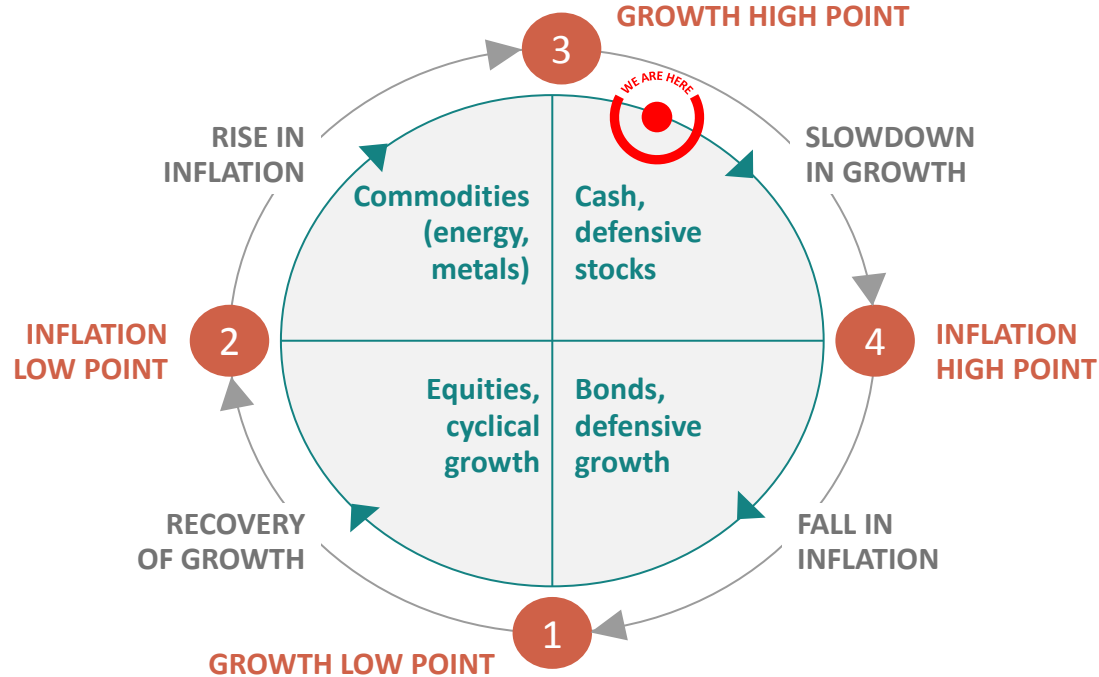 GROWTH HIGH POINT
3
WE ARE HERE
RISE IN
INFLATION
SLOWDOWN
IN GROWTH
Commodities
(energy,
metals)
Cash,
defensive
stocks
INFLATION
LOW POINT
2
4
INFLATION
HIGH POINT
Equities,
cyclical
growth
Bonds,
defensive
growth
RECOVERY
OF GROWTH
FALL IN
INFLATION
1
GROWTH LOW POINT